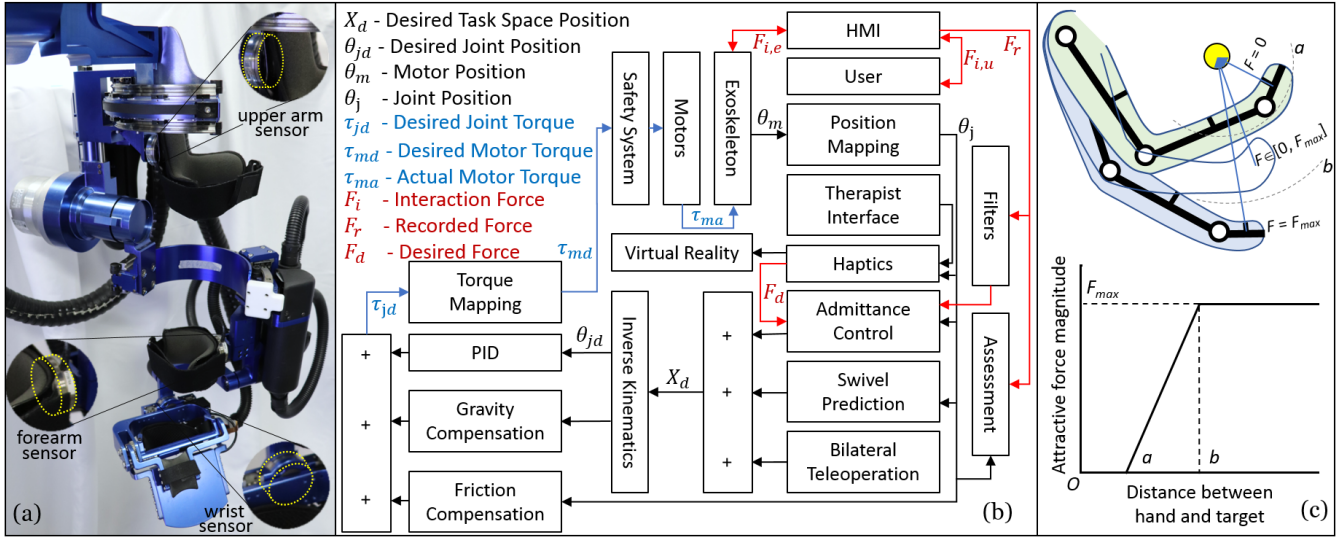 upper arm
sensor
forearm
sensor
wrist
sensor
(a)
X_d - Desired Task Space Position
θ_jd - Desired Joint Position
θ_m - Motor Position
θ_j - Joint Position
τ_jd - Desired Joint Torque
τ_md - Desired Motor Torque
τ_ma - Actual Motor Torque
F_i - Interaction Force
F_r - Recorded Force
F_d - Desired Force
Safety System
Motors
Exoskeleton
F_i,e
HMI
F_r
F_i,u
User
θ_m
Position
Mapping
θ_j
Therapist
Interface
Filters
τ_ma
τ_md
Virtual Reality
Haptics
F_d
Admittance
Control
Assessment
Swivel
Prediction
Bilateral
Teleoperation
+
+
+
X_d
Inverse Kinematics
θ_jd
τ_jd
Torque
Mapping
PID
Gravity
Compensation
Friction
Compensation
+
+
+
(b)
F = 0
a
F∈[0, F_max]
b
F = F_max
F_max
Attractive force magnitude
a
b
O
Distance between
hand and target
(c)